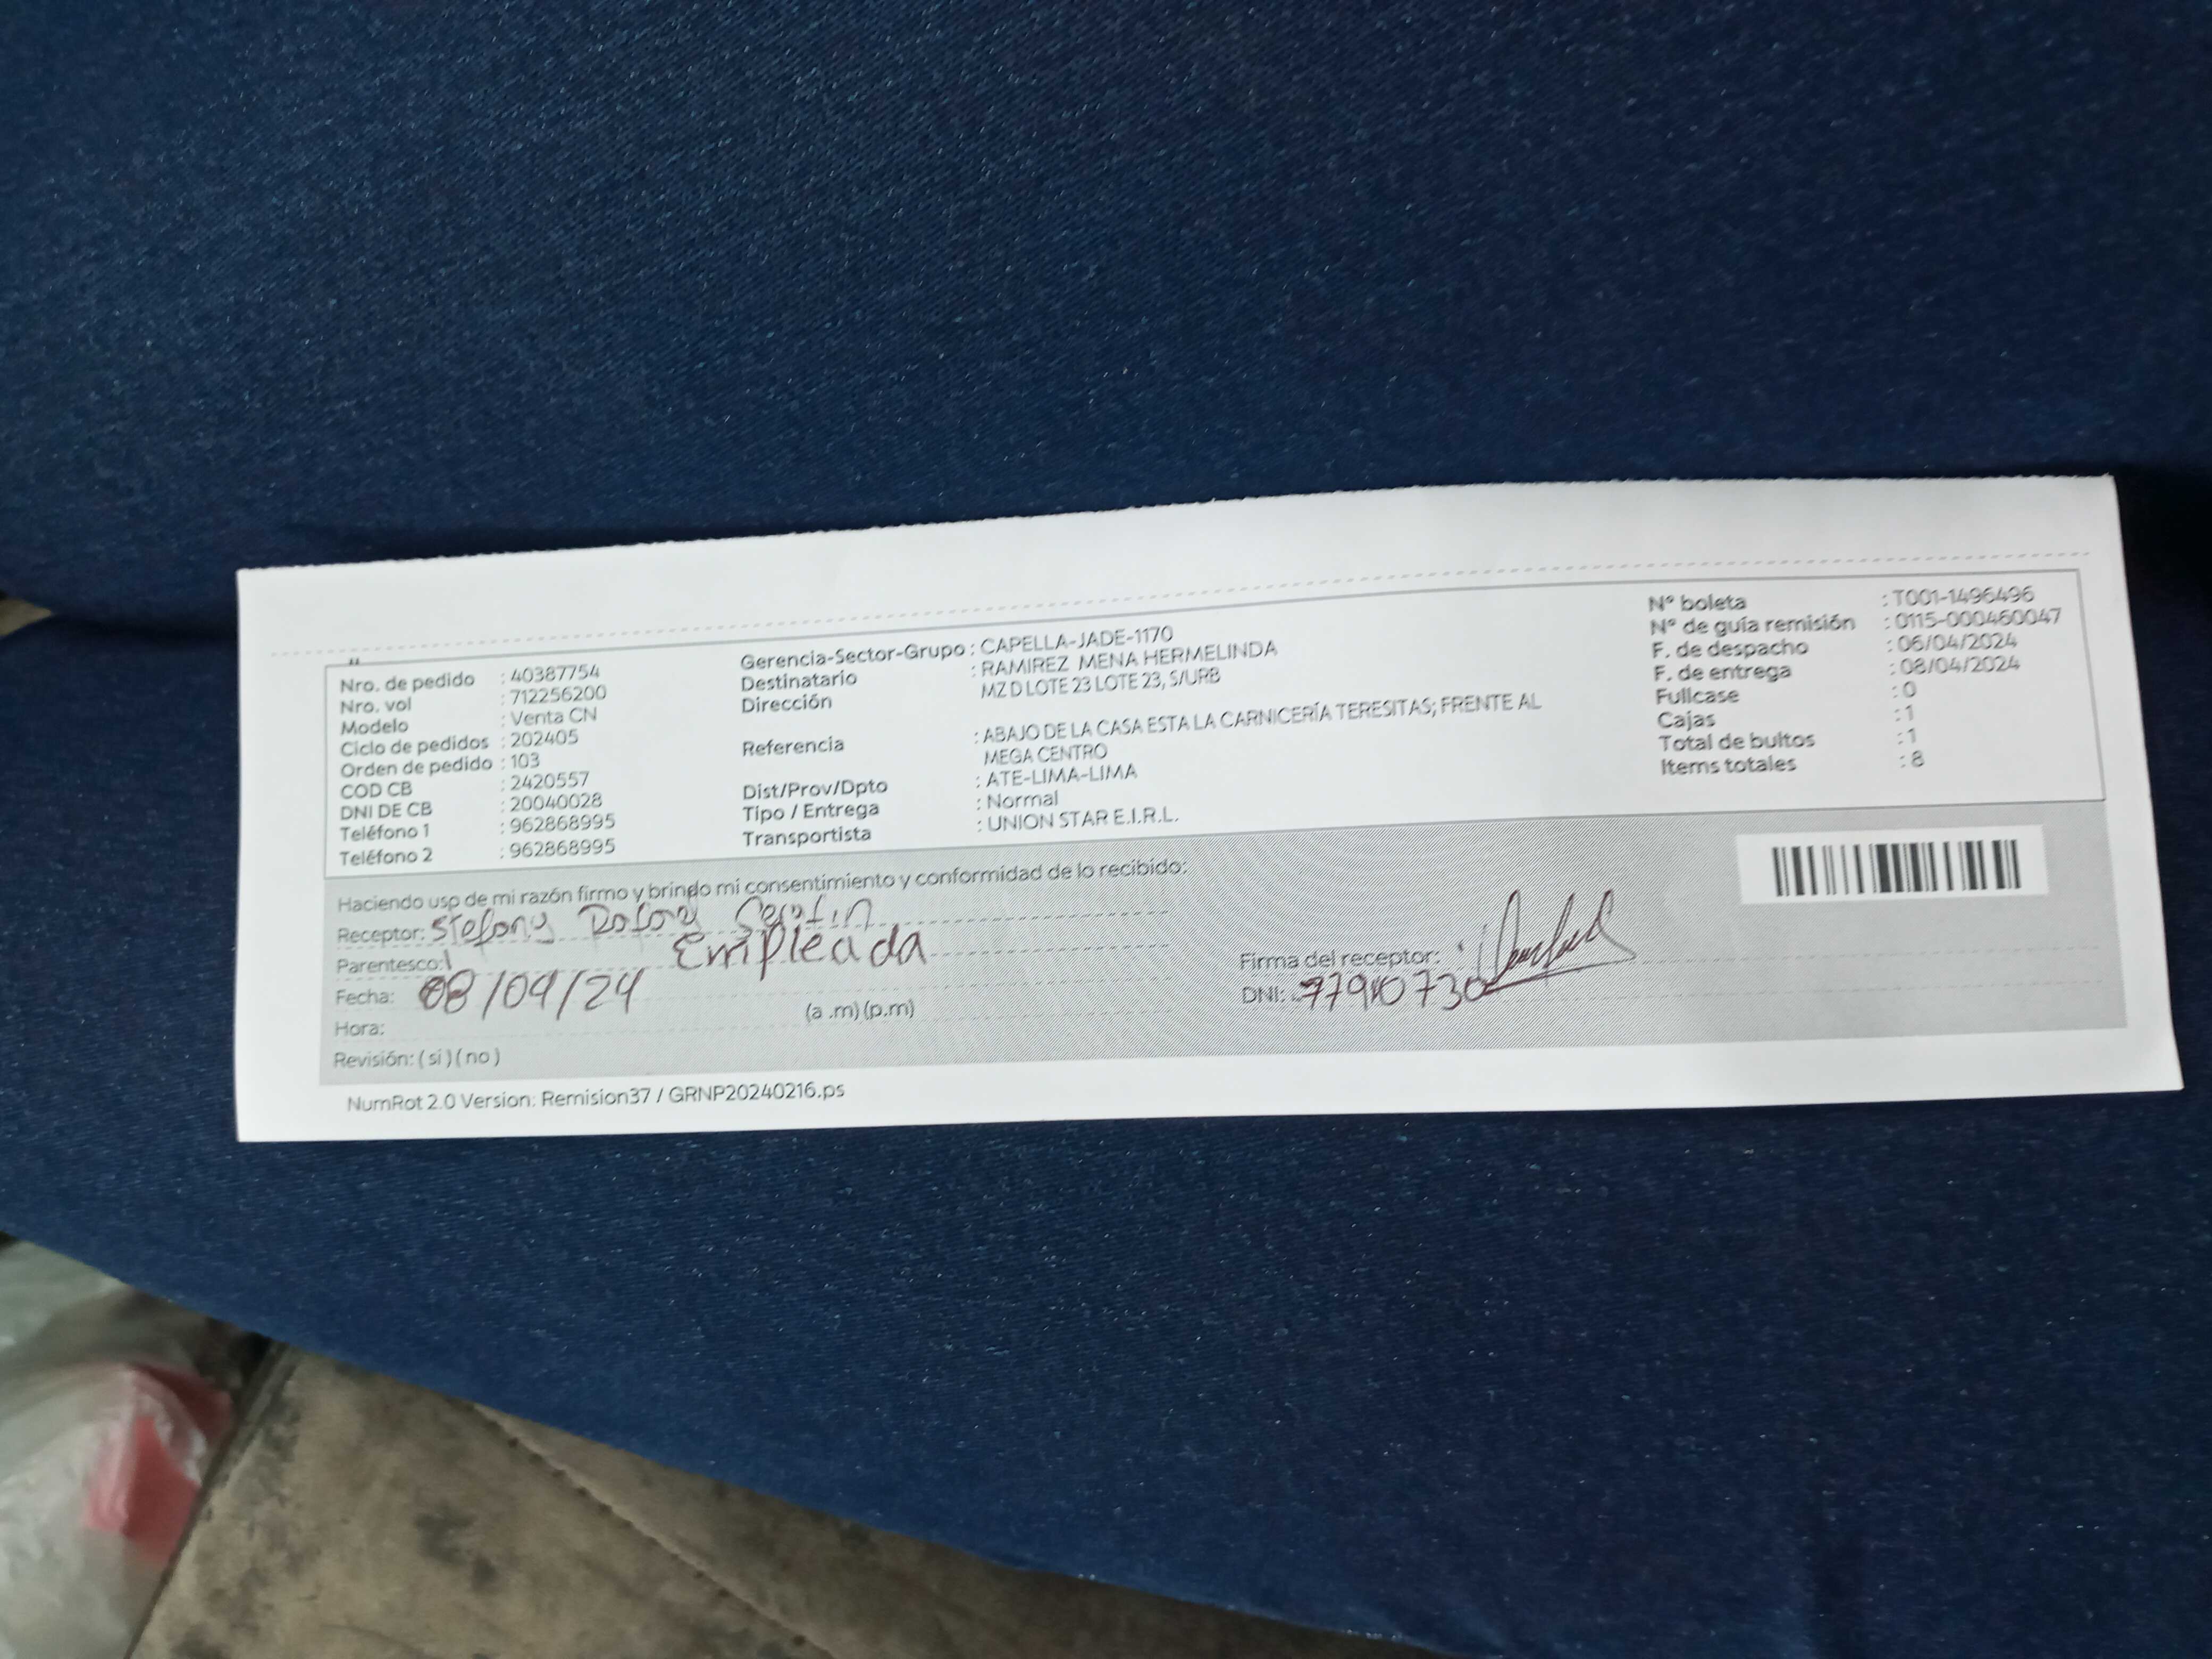 Nro. de pedido : 40387754
Nro. vol : 712256200
Modelo : Venta CN
Ciclo de pedidos : 202405
Orden de pedido : 103
COD CB : 2420557
DNI DE CB : 20040028
Teléfono 1 : 962868995
Teléfono 2 : 962868995
Gerencia-Sector-Grupo : CAPELLA-JADE-1170
Destinatario : RAMIREZ MENA HERMELINDA
Dirección MZ D LOTE 23 LOTE 23, S/URB
Referencia : ABAJO DE LA CASA ESTA LA CARNICERÍA TERESITAS; FRENTE AL
MEGA CENTRO
Dist/Prov/Dpto : ATE-LIMA-LIMA
Tipo / Entrega : Normal
Transportista : UNION STAR E.I.R.L.
N° boleta : T001-1496496
N° de guía remisión : 0115-000460047
F. de despacho : 06/04/2024
F. de entrega : 08/04/2024
Fullcase : 0
Cajas : 1
Total de bultos : 1
Items totales : 8
Haciendo uso de mi razón firmo y brindo mi consentimiento y conformidad de lo recibido:
Receptor: Stefany
Parentesco: Empleada
Fecha: 08/04/24
Hora: (a .m) (p.m)
Revisión: ( si ) ( no )
Firma del receptor:
DNI:
NumRot 2.0 Version: Remision37 / GRNP20240216.ps